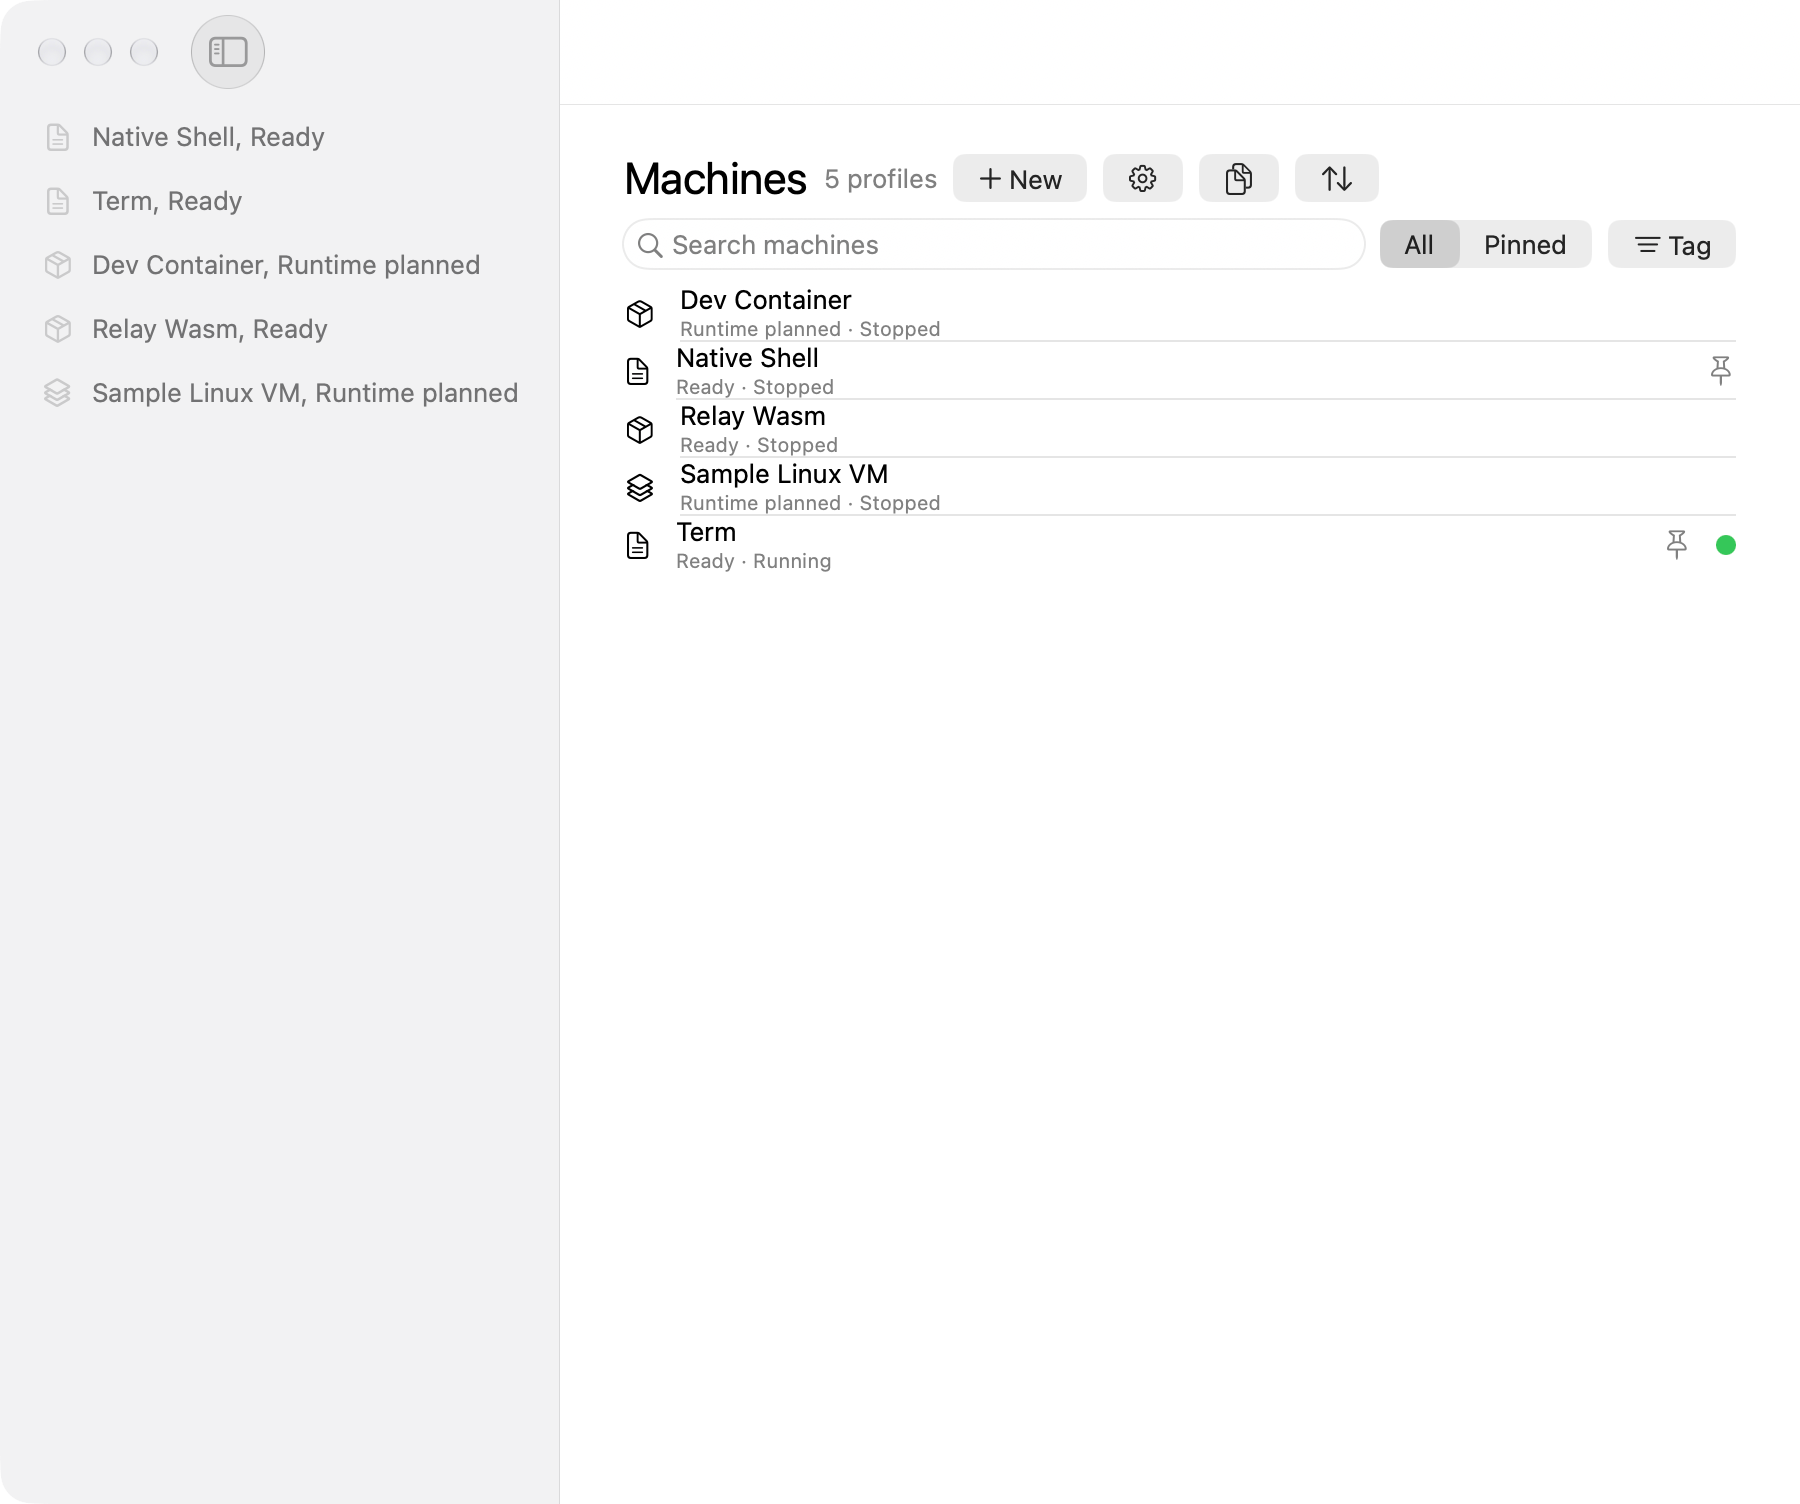 Native Shell, Ready
Term, Ready
Dev Container, Runtime planned
Relay Wasm, Ready
Sample Linux VM, Runtime planned
Machines 5 profiles + New
Search machines All Pinned Tag
Dev Container
Runtime planned · Stopped
Native Shell
Ready · Stopped
Relay Wasm
Ready · Stopped
Sample Linux VM
Runtime planned · Stopped
Term
Ready · Running